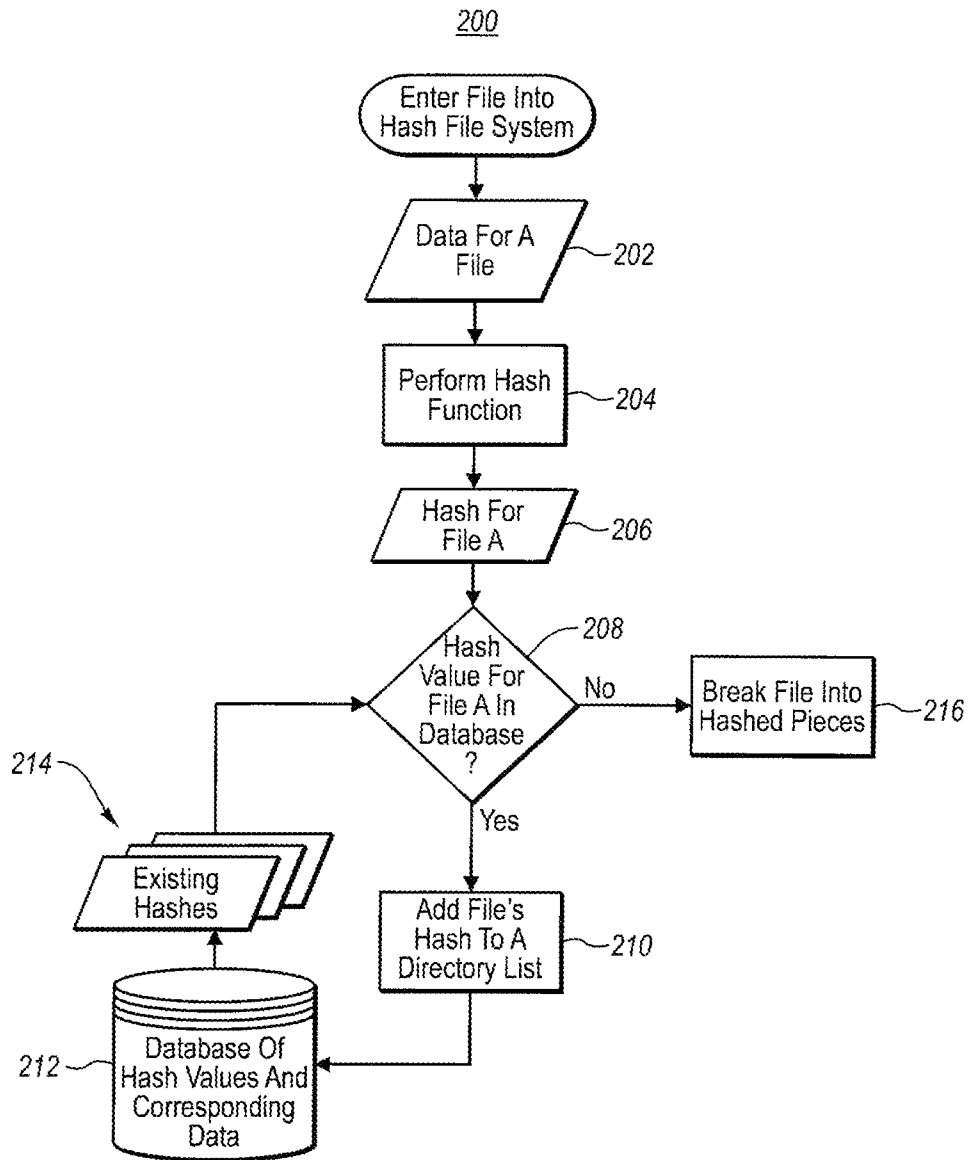 200
Enter File Into
Hash File System
Data For A
File
202
Perform Hash
Function
204
Hash For
File A
206
Hash
Value For
File A In
Database
?
208
No
Break File Into
Hashed Pieces
216
Yes
214
Existing
Hashes
Add File's
Hash To A
Directory List
210
212
Database Of
Hash Values And
Corresponding
Data